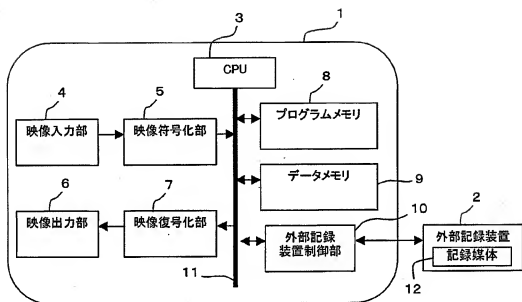 1
3
CPU
4
5
8
映像入力部
映像符号化部
プログラムメモリ
データメモリ
9
6
7
10
2
映像出力部
映像復号化部
外部記録
装置制御部
外部記録装置
記録媒体
11
12